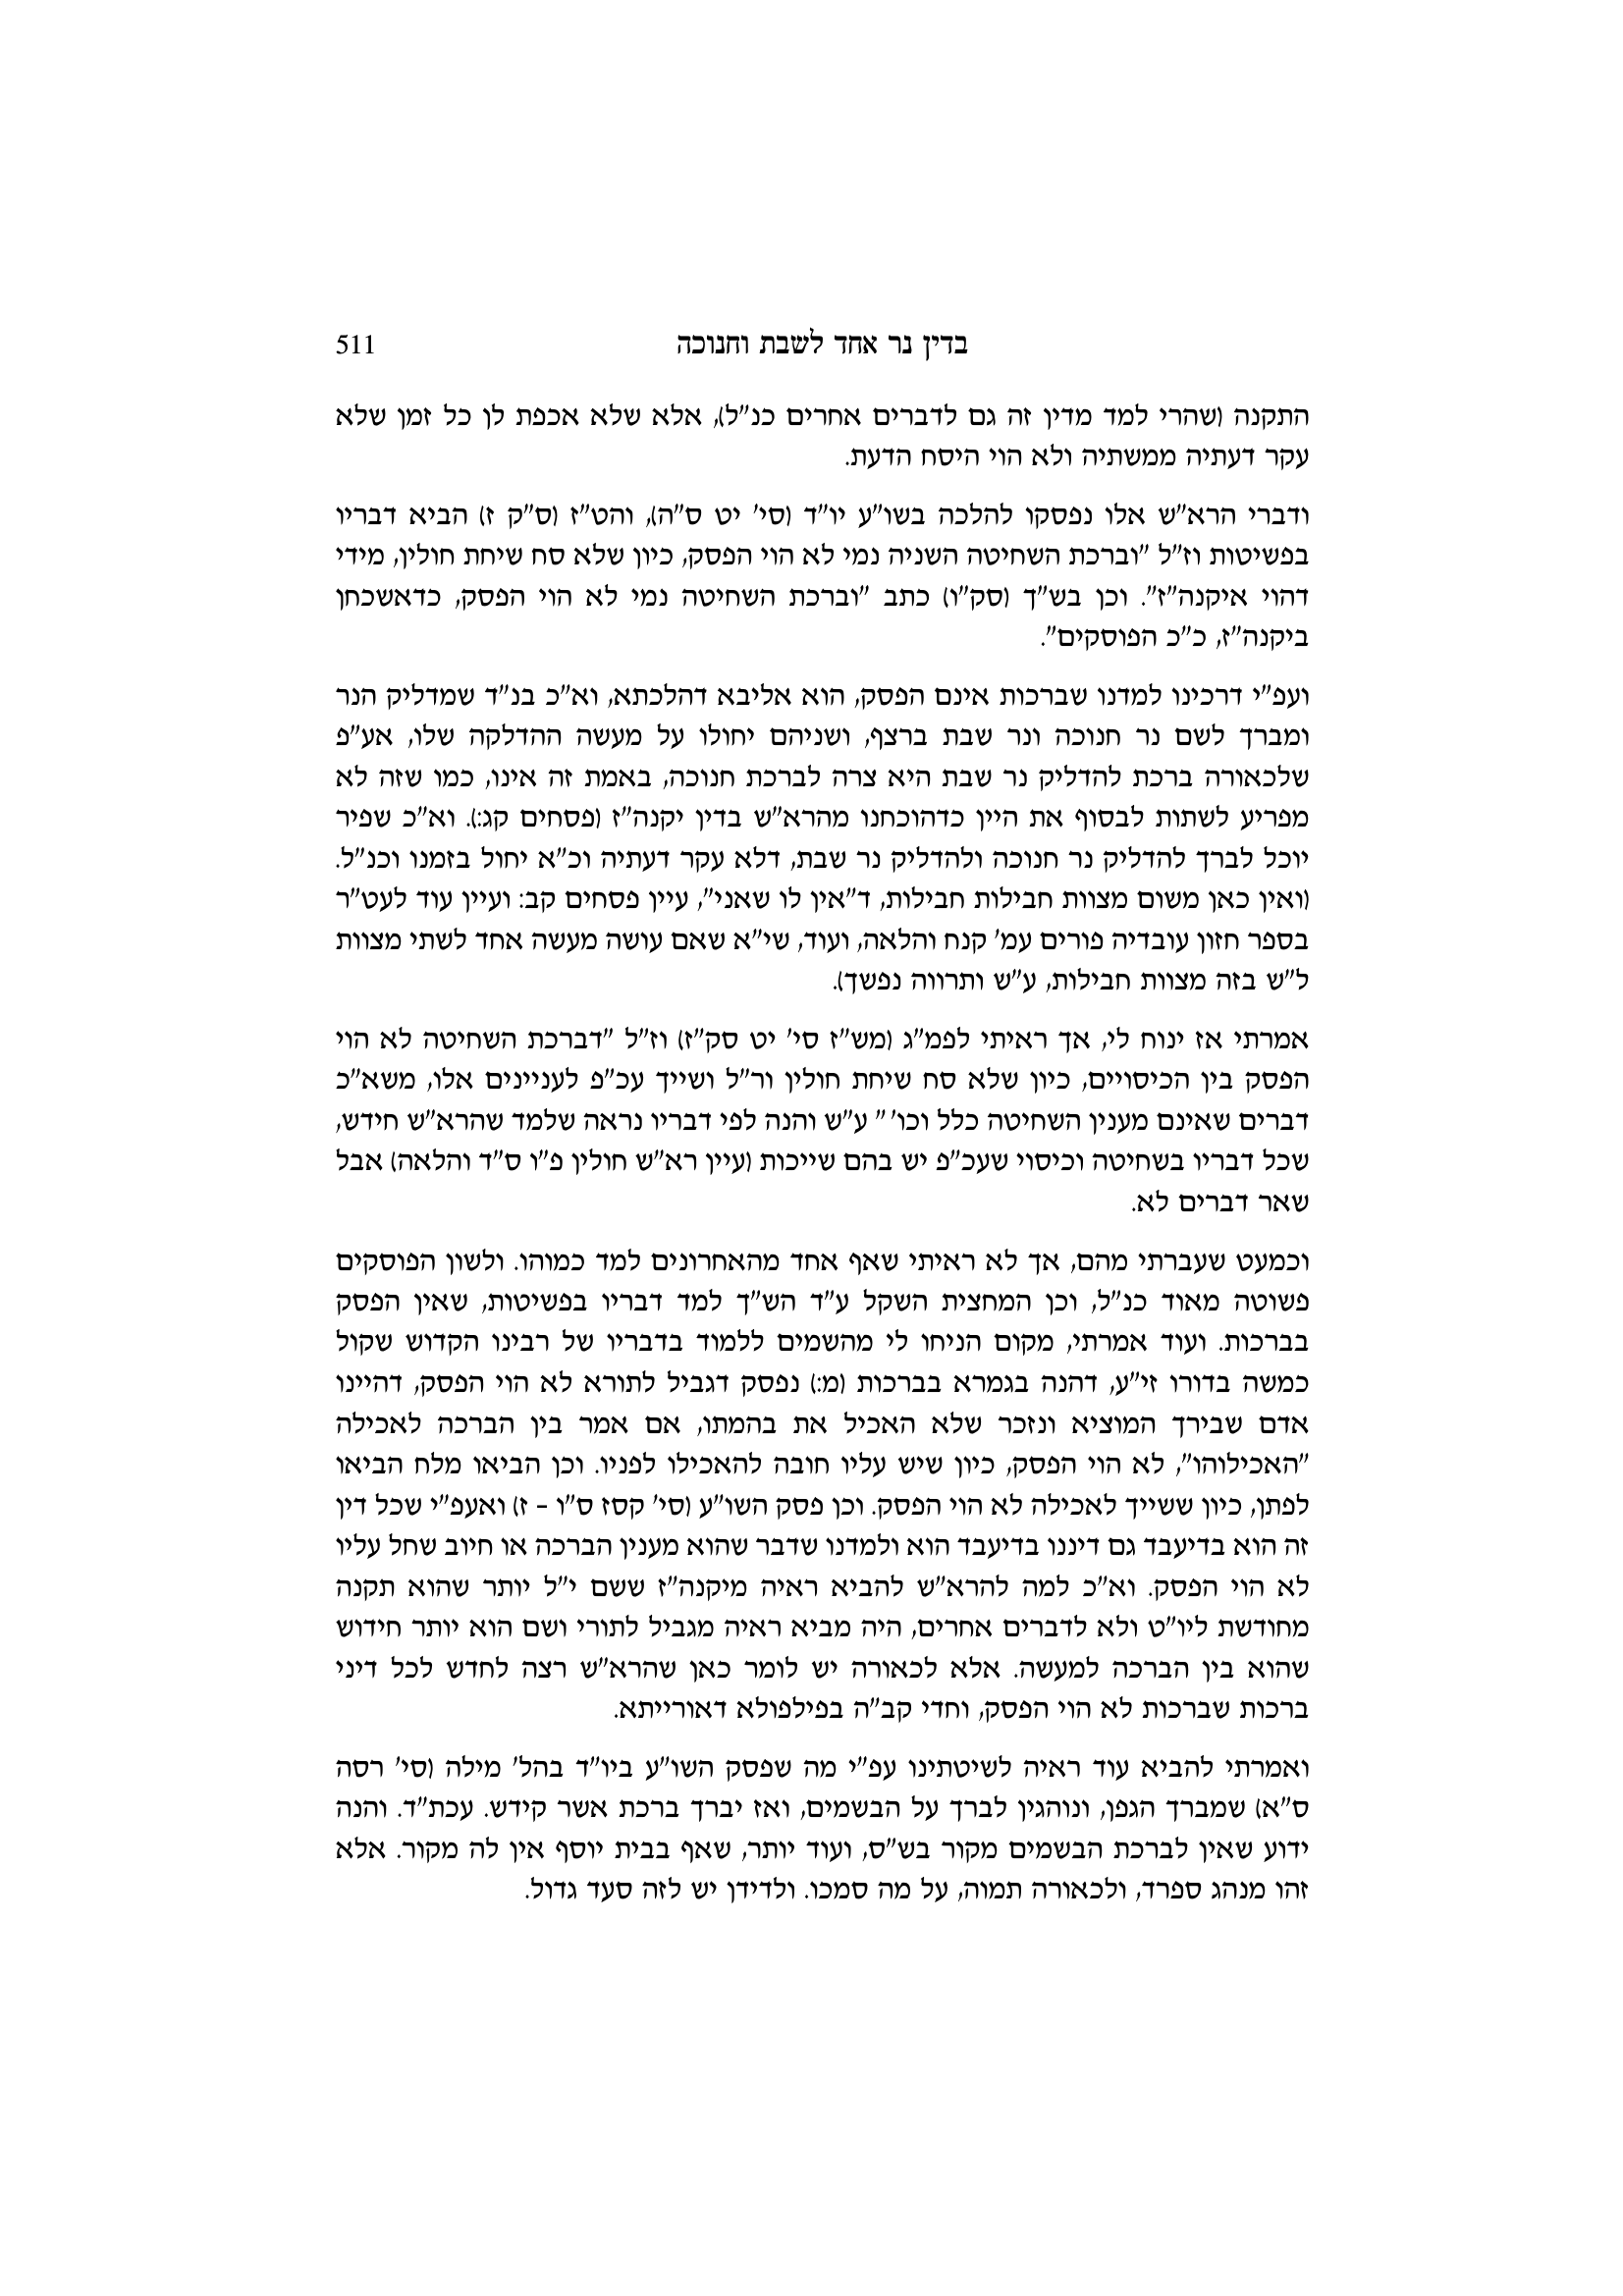 בדין נר אחד לשבת וחנוכה 511
התקנה (שהרי למד מדין זה גם לדברים אחרים כנ"ל), אלא שלא אכפת לן כל זמן שלא
עקר דעתיה ממשתיה ולא הוי היסח הדעת.
ודברי הרא"ש אלו נפסקו להלכה בשו"ע יו"ד (סי' יט ס"ה), והט"ז (ס"ק ז) הביא דבריו
בפשיטות וז"ל "וברכת השחיטה השניה נמי לא הוי הפסק, כיון שלא סח שיחת חולין, מידי
דהוי איקנה"ז". וכן בש"ך (סק"ו) כתב "וברכת השחיטה נמי לא הוי הפסק, כדאשכחן
ביקנה"ז, כ"כ הפוסקים".
ועפ"י דרכינו למדנו שברכות אינם הפסק, הוא אליבא דהלכתא, וא"כ בנ"ד שמדליק הנר
ומברך לשם נר חנוכה ונר שבת ברצף, ושניהם יחולו על מעשה ההדלקה שלו, אע"פ
שלכאורה ברכת להדליק נר שבת היא צרה לברכת חנוכה, באמת זה אינו, כמו שזה לא
מפריע לשתות לבסוף את היין כדהוכחנו מהרא"ש בדין יקנה"ז (פסחים קג:). וא"כ שפיר
יוכל לברך להדליק נר חנוכה ולהדליק נר שבת, דלא עקר דעתיה וכ"א יחול בזמנו וכנ"ל.
(ואין כאן משום מצוות חבילות חבילות, ד"אין לו שאני", עיין פסחים קב: ועיין עוד לעט"ר
בספר חזון עובדיה פורים עמ' קנח והלאה, ועוד, שי"א שאם עושה מעשה אחד לשתי מצוות
ל"ש בזה מצוות חבילות, ע"ש ותרווה נפשך).
אמרתי אז ינוח לי, אך ראיתי לפמ"ג (מש"ז סי' יט סק"ז) וז"ל "דברכת השחיטה לא הוי
הפסק בין הכיסויים, כיון שלא סח שיחת חולין ור"ל ושייך עכ"פ לעניינים אלו, משא"כ
דברים שאינם מענין השחיטה כלל וכו' " ע"ש והנה לפי דבריו נראה שלמד שהרא"ש חידש,
שכל דבריו בשחיטה וכיסוי שעכ"פ יש בהם שייכות (עיין רא"ש חולין פ"ו ס"ד והלאה) אבל
שאר דברים לא.
וכמעט שעברתי מהם, אך לא ראיתי שאף אחד מהאחרונים למד כמוהו. ולשון הפוסקים
פשוטה מאוד כנ"ל, וכן המחצית השקל ע"ד הש"ך למד דבריו בפשיטות, שאין הפסק
בברכות. ועוד אמרתי, מקום הניחו לי מהשמים ללמוד בדבריו של רבינו הקדוש שקול
כמשה בדורו זי"ע, דהנה בגמרא בברכות (מ:) נפסק דגביל לתורא לא הוי הפסק, דהיינו
אדם שבירך המוציא ונזכר שלא האכיל את בהמתו, אם אמר בין הברכה לאכילה
"האכילוהו", לא הוי הפסק, כיון שיש עליו חובה להאכילו לפניו. וכן הביאו מלח הביאו
לפתן, כיון ששייך לאכילה לא הוי הפסק. וכן פסק השו"ע (סי' קסז ס"ו – ז) ואעפ"י שכל דין
זה הוא בדיעבד גם דיננו בדיעבד הוא ולמדנו שדבר שהוא מענין הברכה או חיוב שחל עליו
לא הוי הפסק. וא"כ למה להרא"ש להביא ראיה מיקנה"ז ששם י"ל יותר שהוא תקנה
מחודשת ליו"ט ולא לדברים אחרים, היה מביא ראיה מגביל לתורי ושם הוא יותר חידוש
שהוא בין הברכה למעשה. אלא לכאורה יש לומר כאן שהרא"ש רצה לחדש לכל דיני
ברכות שברכות לא הוי הפסק, וחדי קב"ה בפילפולא דאורייתא.
ואמרתי להביא עוד ראיה לשיטתינו עפ"י מה שפסק השו"ע ביו"ד בהל' מילה (סי' רסה
ס"א) שמברך הגפן, ונוהגין לברך על הבשמים, ואז יברך ברכת אשר קידש. עכת"ד. והנה
ידוע שאין לברכת הבשמים מקור בש"ס, ועוד יותר, שאף בבית יוסף אין לה מקור. אלא
זהו מנהג ספרד, ולכאורה תמוה, על מה סמכו. ולדידן יש לזה סעד גדול.